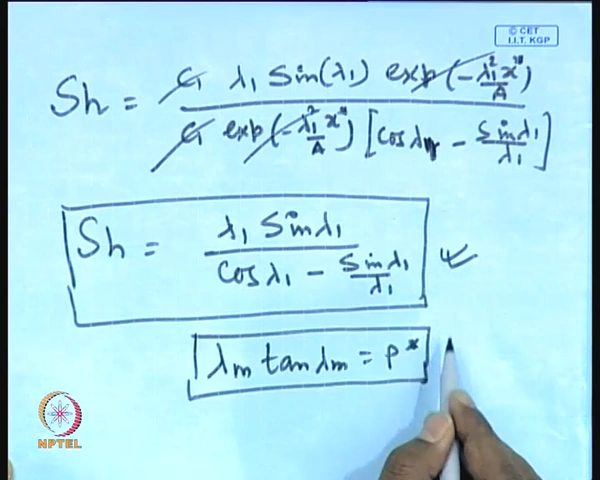 © CET
I.I.T. KGP
Sh = C₁ λ₁ Sin(λ₁) exp(-λ₁²/A x*) / C₁ exp(-λ₁²/A x*) [cos λ₁ - Sin λ₁/λ₁]
Sh = λ₁ Sin λ₁ / cos λ₁ - Sin λ₁/λ₁
λm tan λm = P*
NPTEL